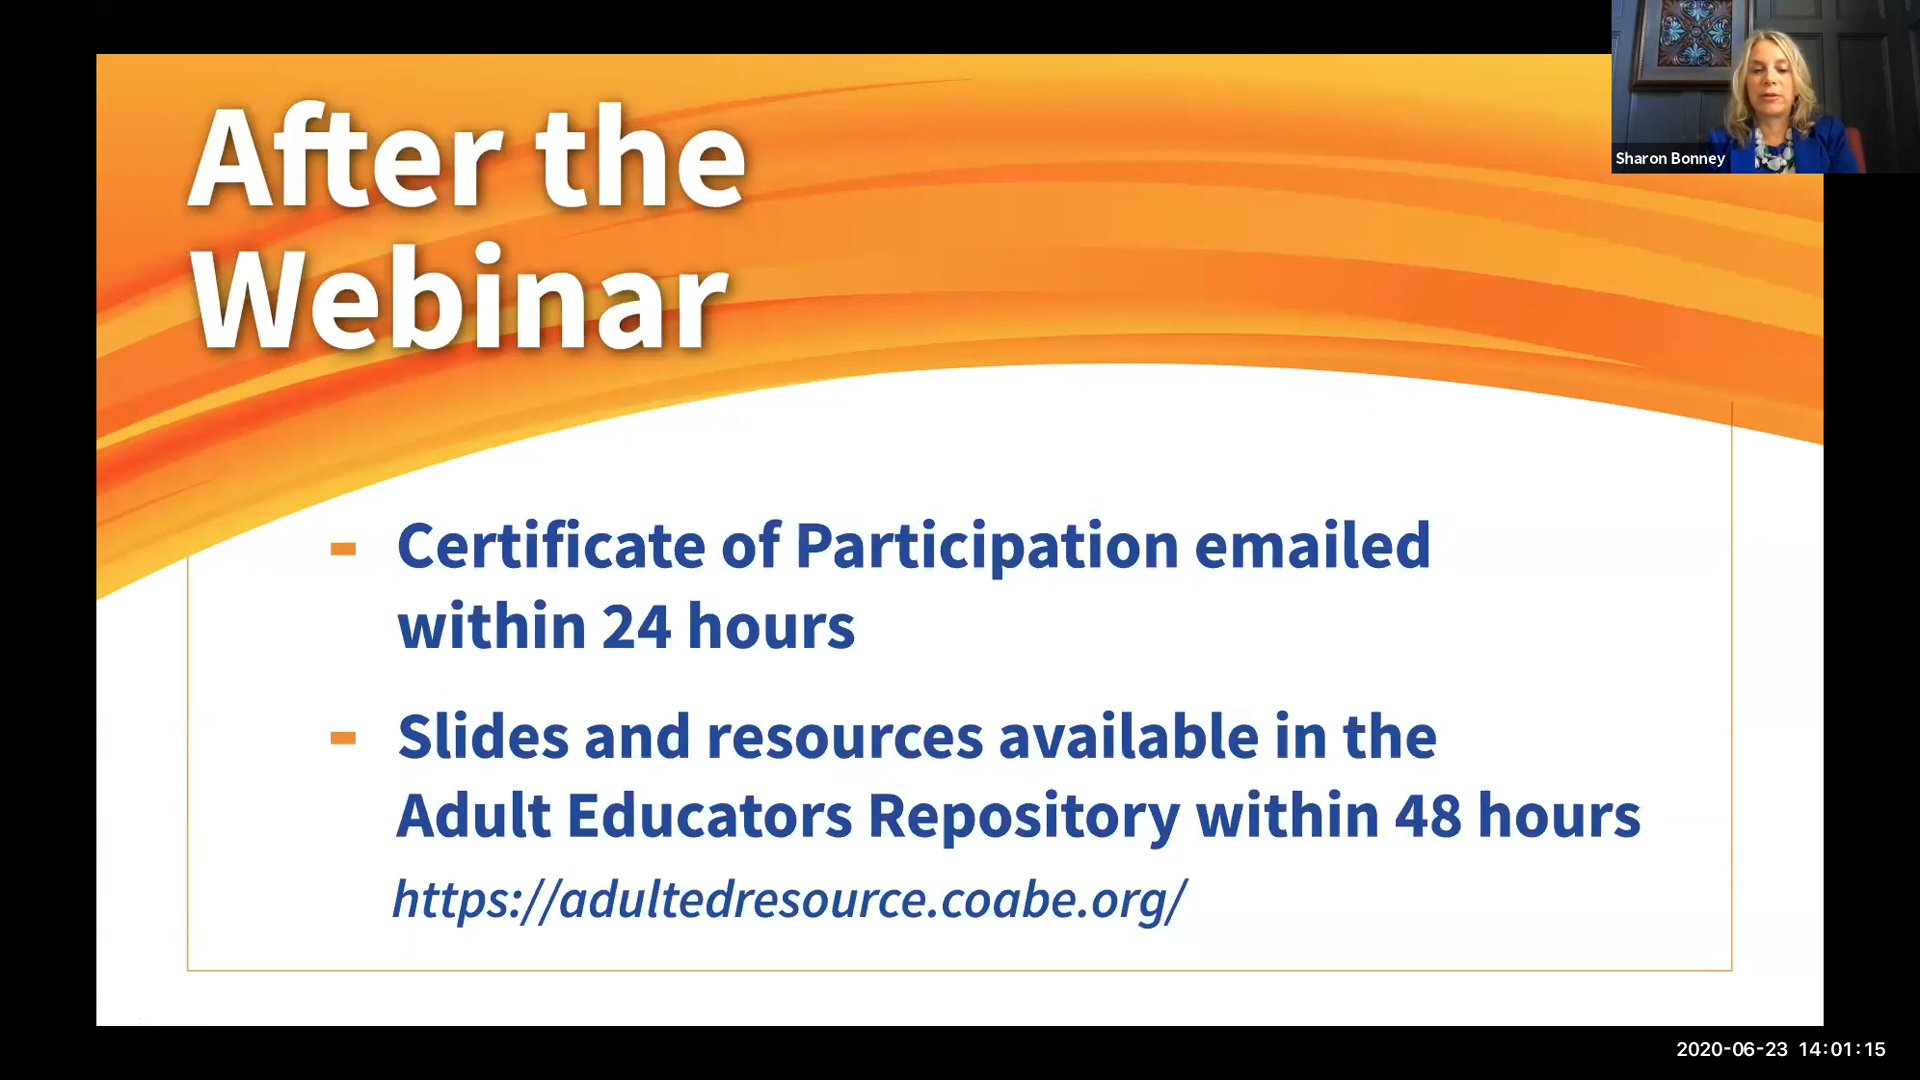 After the
Webinar
Sharon Bonney
- Certificate of Participation emailed
within 24 hours
- Slides and resources available in the
Adult Educators Repository within 48 hours
https://adultedresource.coabe.org/
2020-06-23 14:01:15